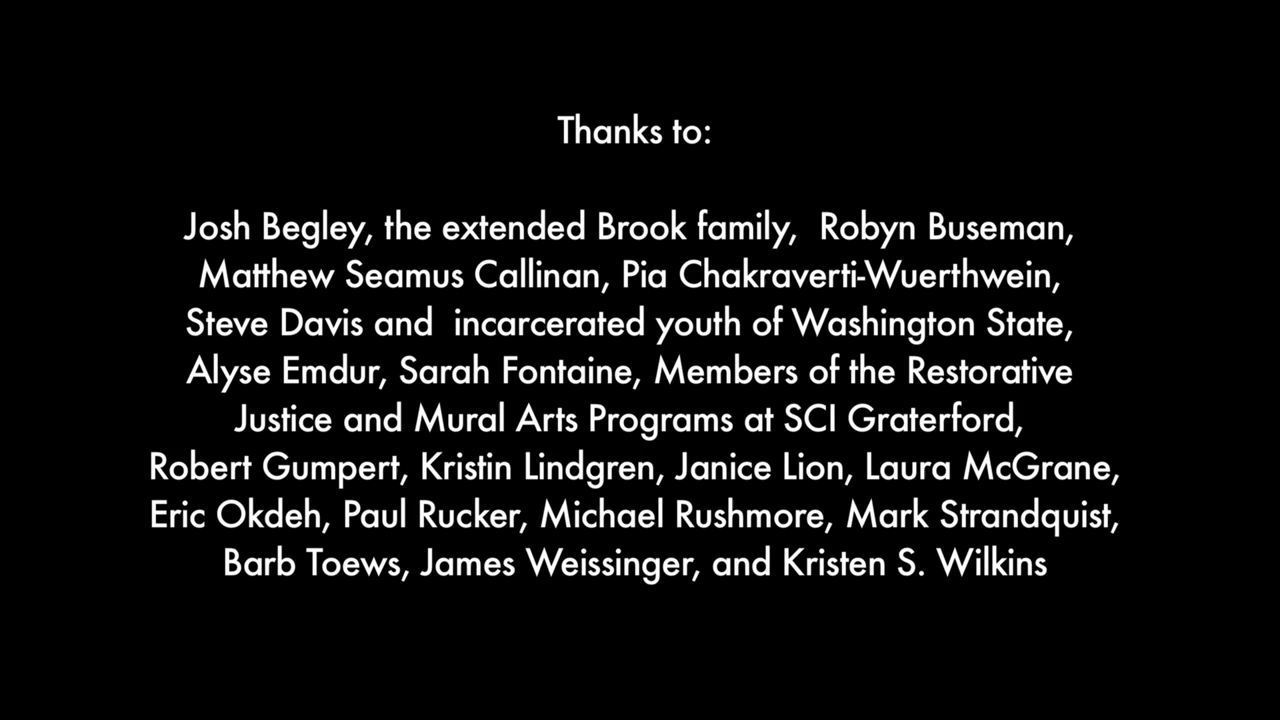 Thanks to:
Josh Begley, the extended Brook family,  Robyn Buseman,
Matthew Seamus Callinan, Pia Chakraverti-Wuerthwein,
Steve Davis and  incarcerated youth of Washington State,
Alyse Emdur, Sarah Fontaine, Members of the Restorative
Justice and Mural Arts Programs at SCI Graterford,
Robert Gumpert, Kristin Lindgren, Janice Lion, Laura McGrane,
Eric Okdeh, Paul Rucker, Michael Rushmore, Mark Strandquist,
Barb Toews, James Weissinger, and Kristen S. Wilkins